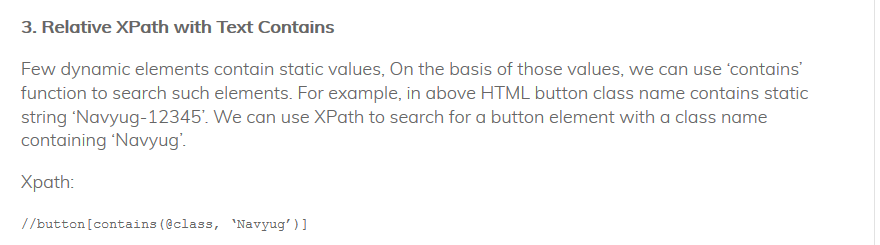 3. Relative XPath with Text Contains
Few dynamic elements contain static values, On the basis of those values, we can use ‘contains’
function to search such elements. For example, in above HTML button class name contains static
string ‘Navyug-12345’. We can use XPath to search for a button element with a class name
containing ‘Navyug’.
Xpath:
//button[contains(@class, ‘Navyug’)]